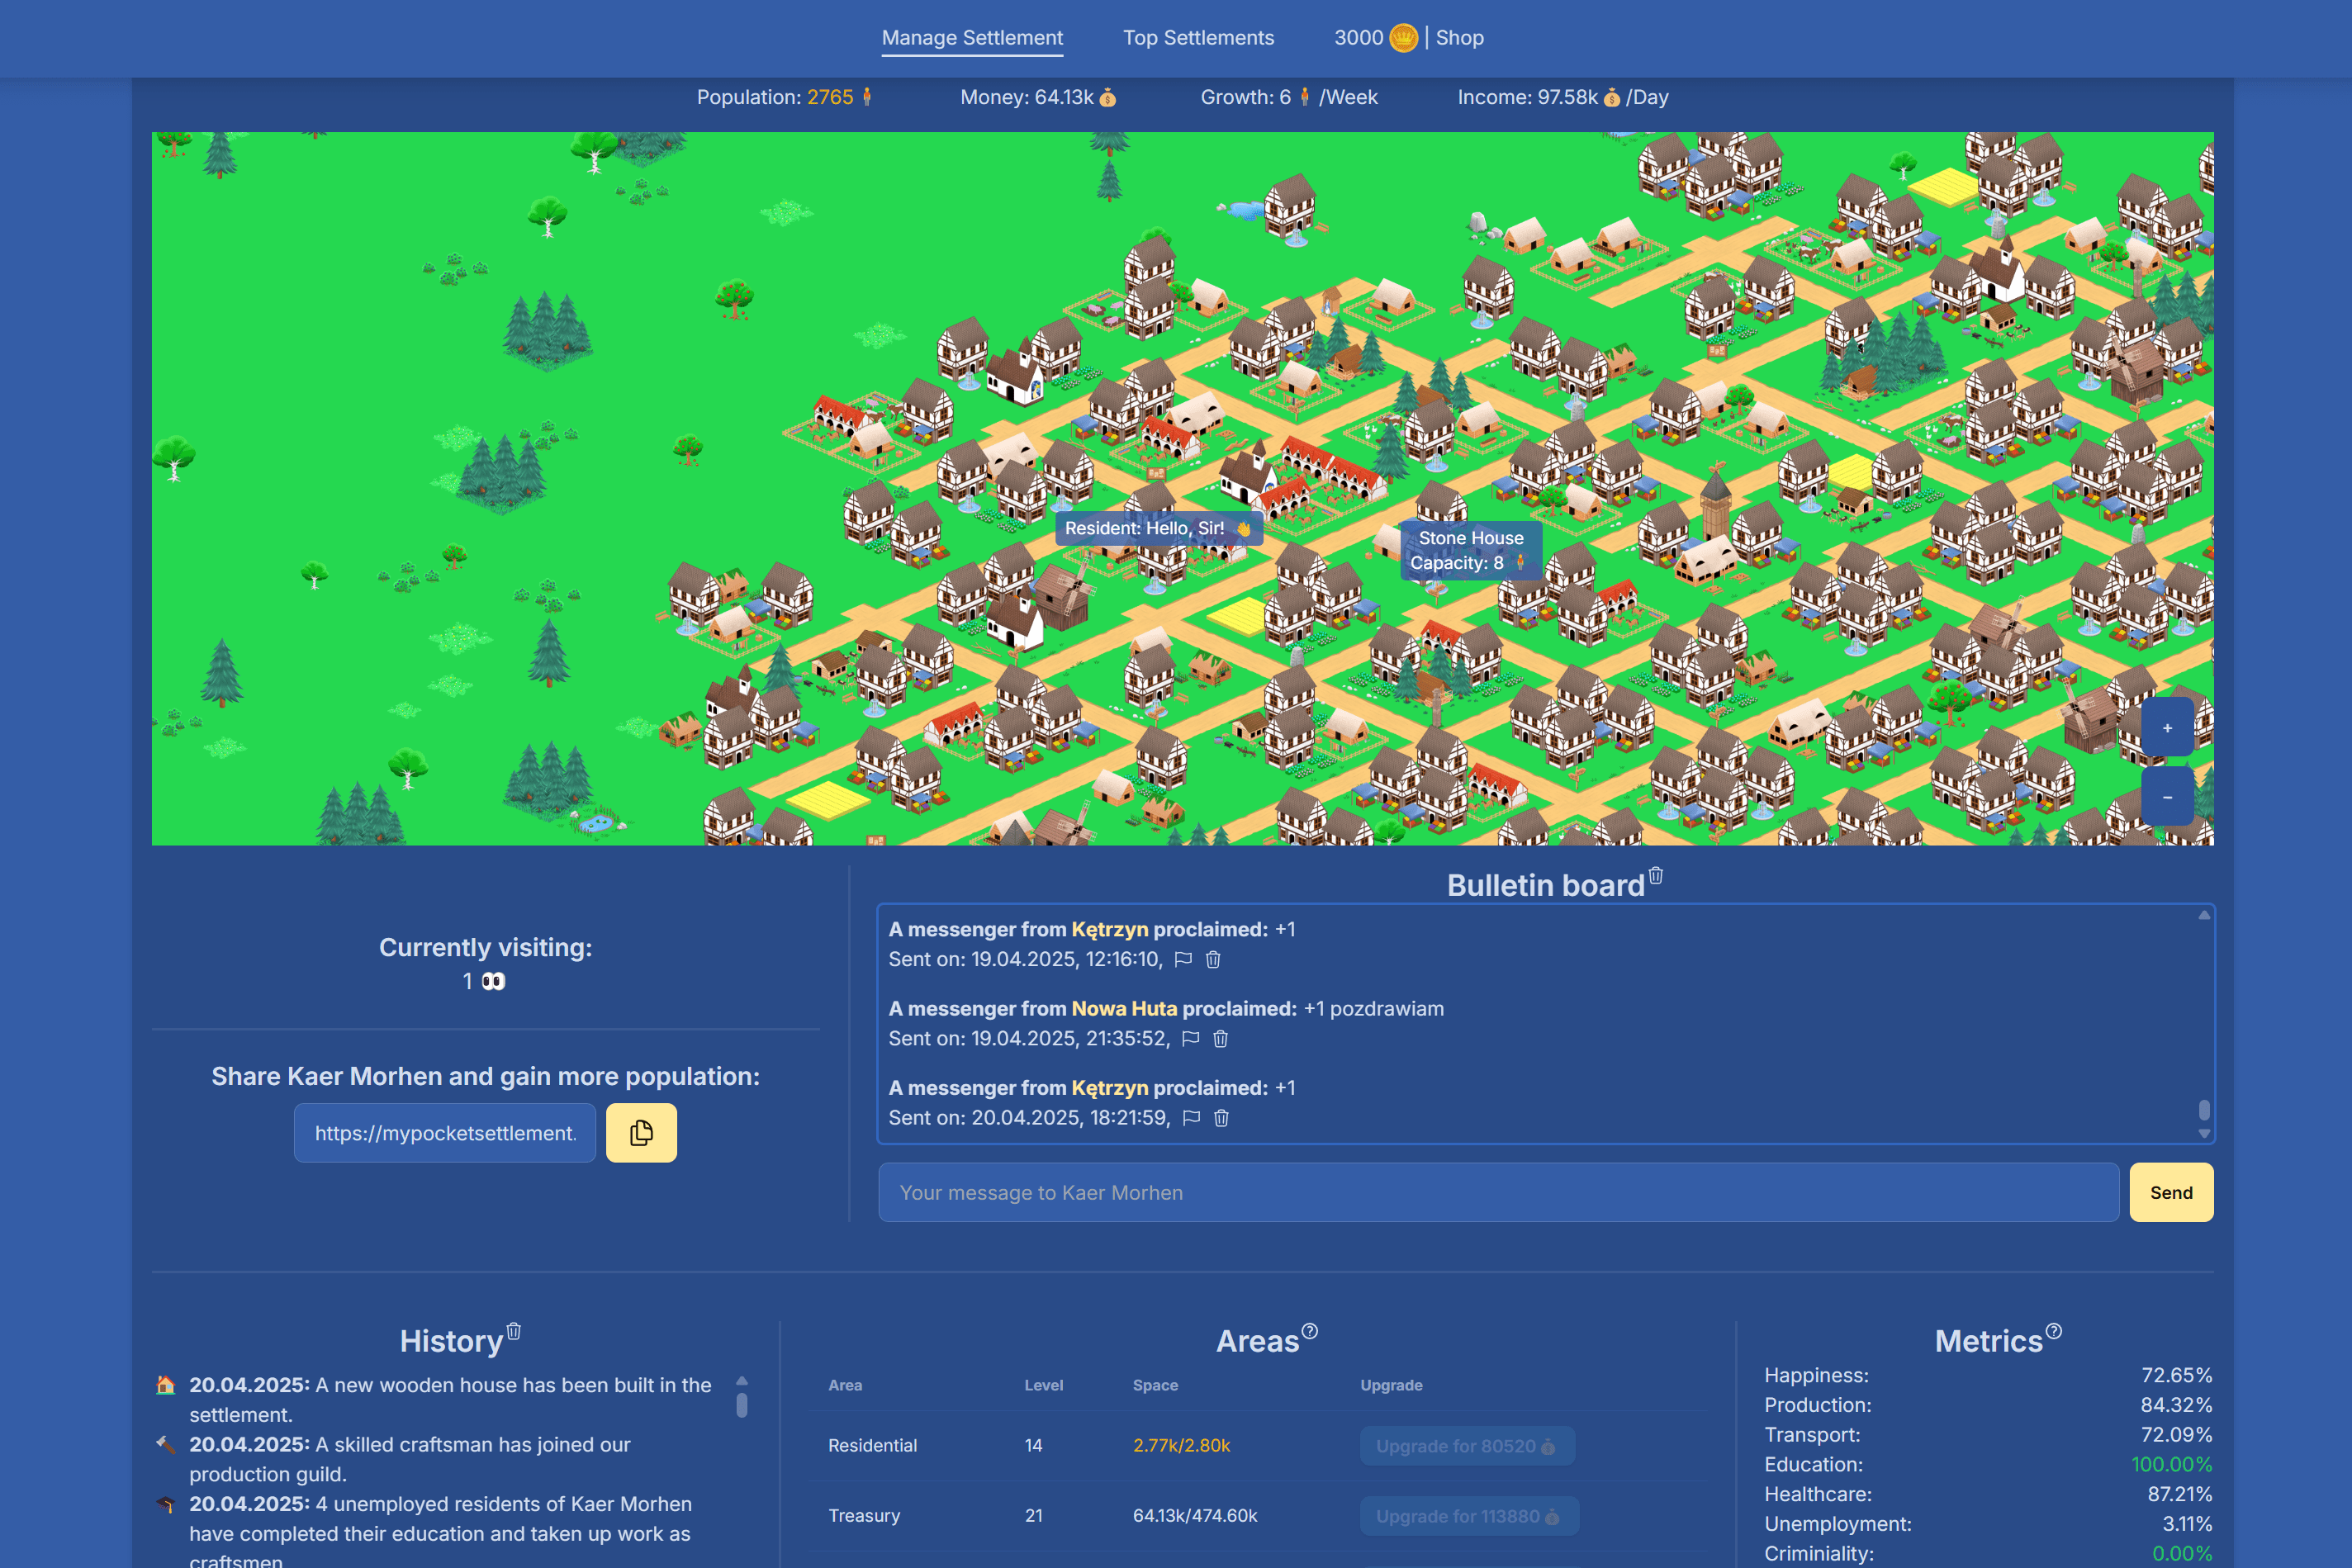 Manage Settlement Top Settlements 3000 | Shop
Population: 2765 Money: 64.13k Growth: 6 /Week Income: 97.58k /Day
Resident: Hello, Sir! 👋
Stone House
Capacity: 8
+
−
Currently visiting:
1 👀
Share Kaer Morhen and gain more population:
https://mypocketsettlement.
Bulletin board
A messenger from Kętrzyn proclaimed: +1
Sent on: 19.04.2025, 12:16:10,
A messenger from Nowa Huta proclaimed: +1 pozdrawiam
Sent on: 19.04.2025, 21:35:52,
A messenger from Kętrzyn proclaimed: +1
Sent on: 20.04.2025, 18:21:59,
Your message to Kaer Morhen
Send
History
20.04.2025: A new wooden house has been built in the
settlement.
20.04.2025: A skilled craftsman has joined our
production guild.
20.04.2025: 4 unemployed residents of Kaer Morhen
have completed their education and taken up work as
craftsmen
Areas
Area Level Space Upgrade
Residential 14 2.77k/2.80k Upgrade for 80520
Treasury 21 64.13k/474.60k Upgrade for 113880
Metrics
Happiness: 72.65%
Production: 84.32%
Transport: 72.09%
Education: 100.00%
Healthcare: 87.21%
Unemployment: 3.11%
Criminiality: 0.00%